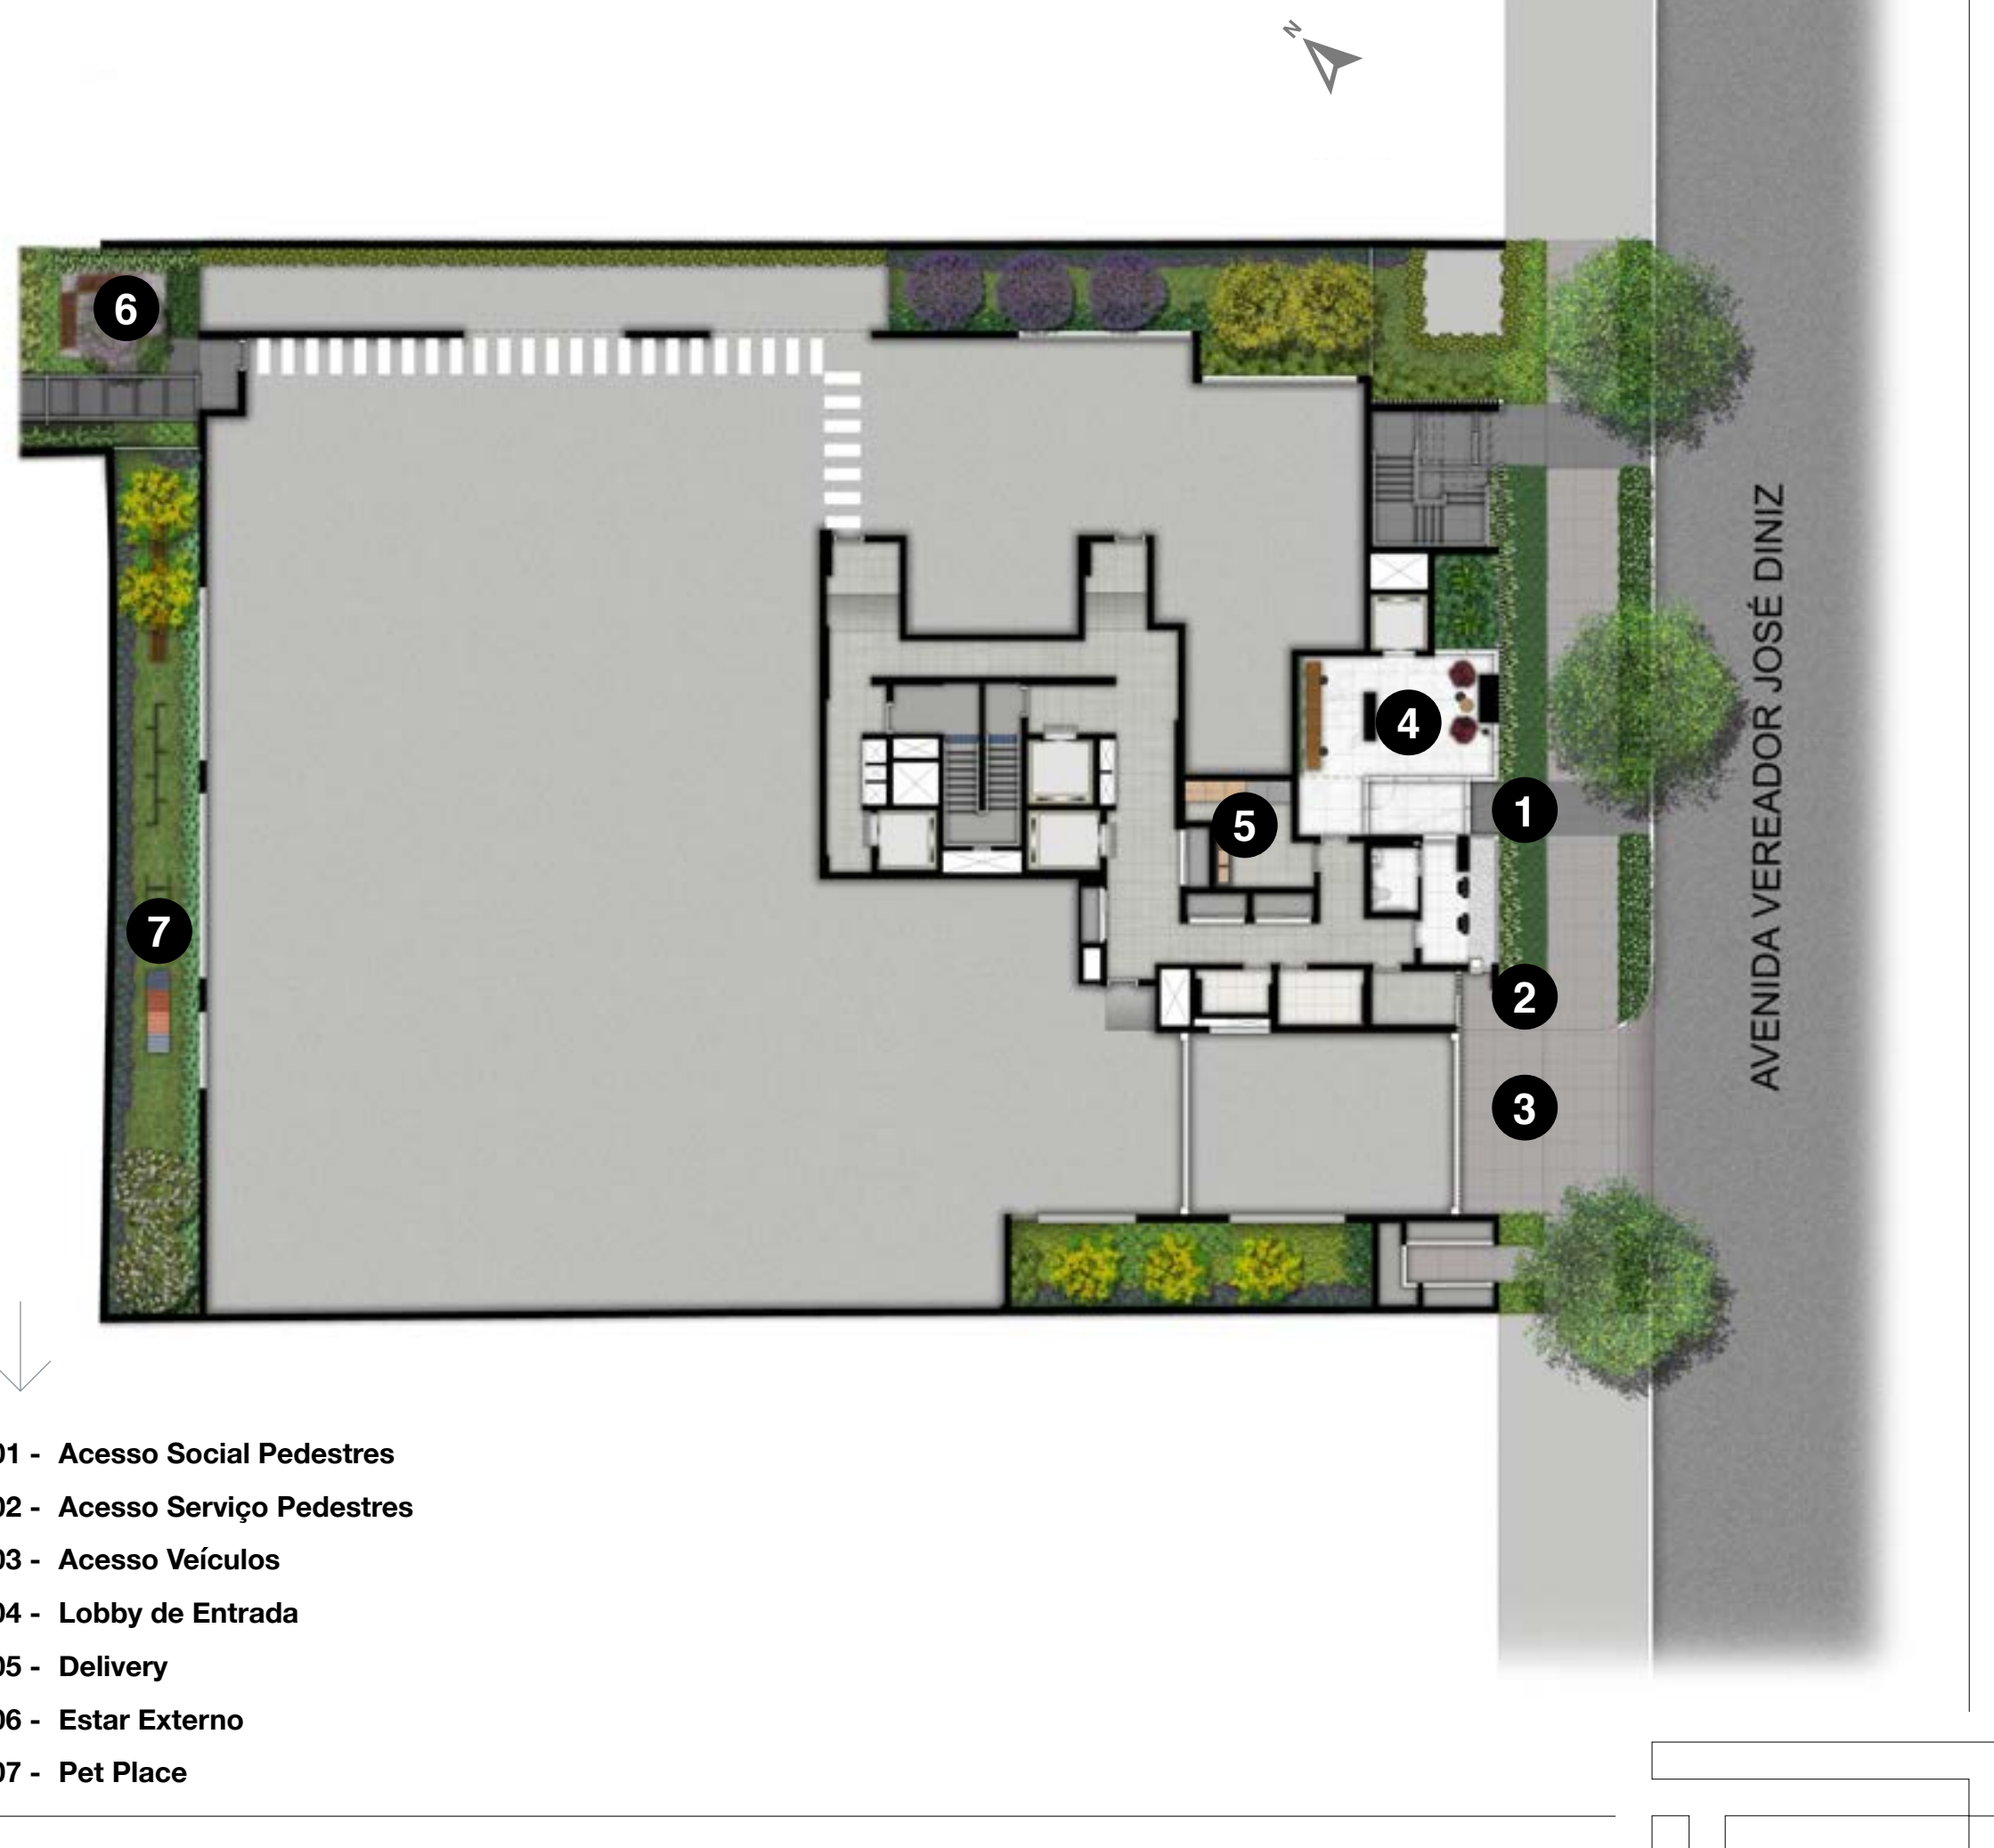 N
6
4
5
1
7
2
3
AVENIDA VEREADOR JOSÉ DINIZ
01 - Acesso Social Pedestres
02 - Acesso Serviço Pedestres
03 - Acesso Veículos
04 - Lobby de Entrada
05 - Delivery
06 - Estar Externo
07 - Pet Place